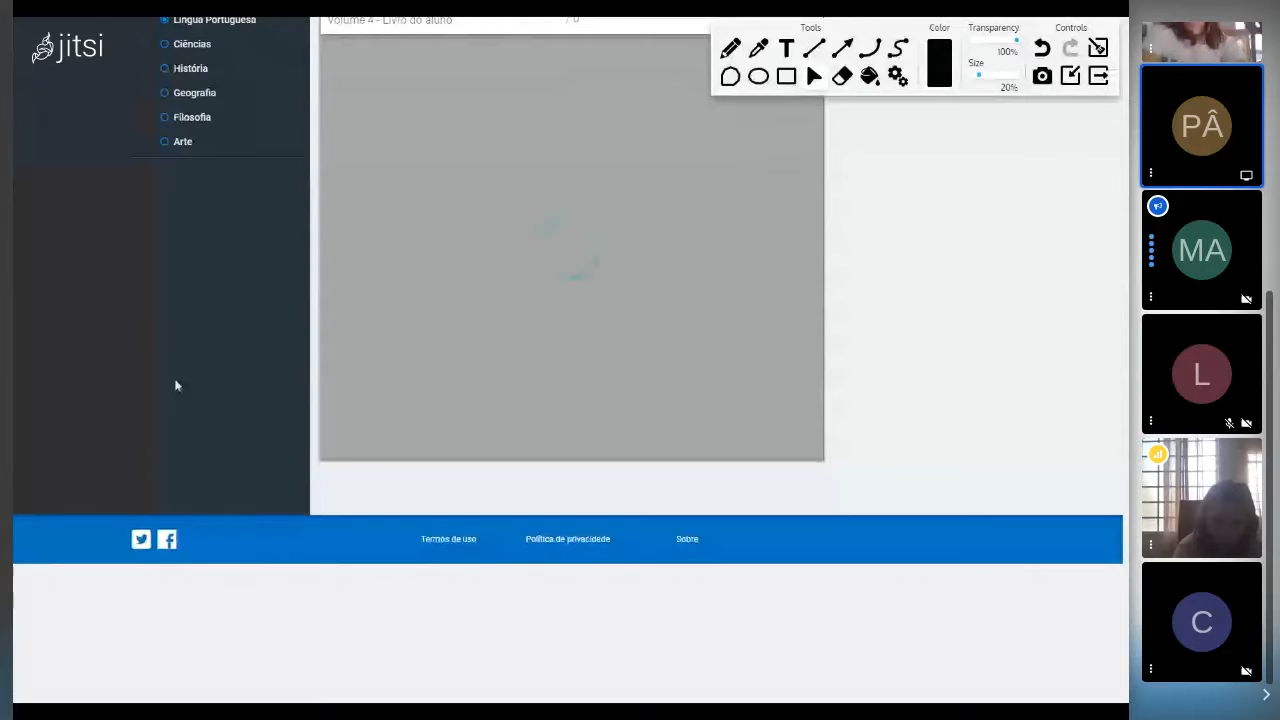 jitsi
Língua Portuguesa
Ciências
História
Geografia
Filosofia
Arte
Volume 4 - Livro do aluno
/ 0
Tools
Color
Transparency
Controls
100%
Size
20%
T
PÂ
MA
L
C
Termos de uso
Política de privacidade
Sobre